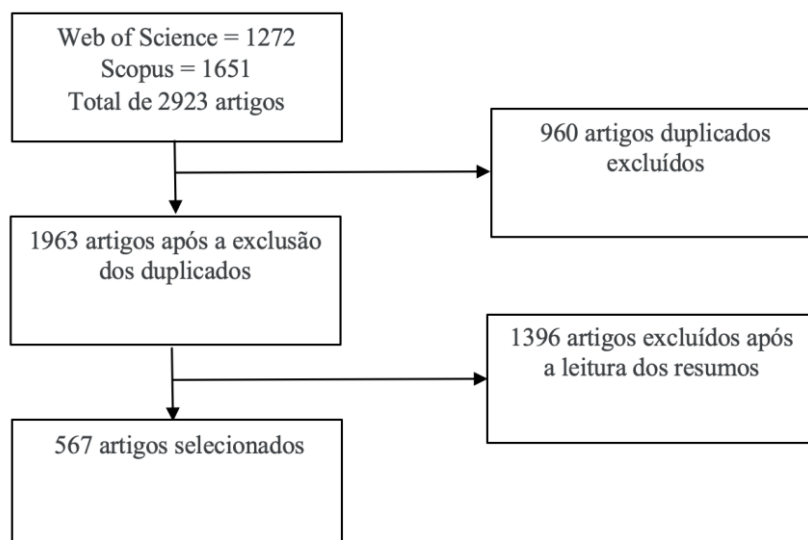 Web of Science = 1272
Scopus = 1651
Total de 2923 artigos
960 artigos duplicados
excluídos
1963 artigos após a exclusão
dos duplicados
1396 artigos excluídos após
a leitura dos resumos
567 artigos selecionados